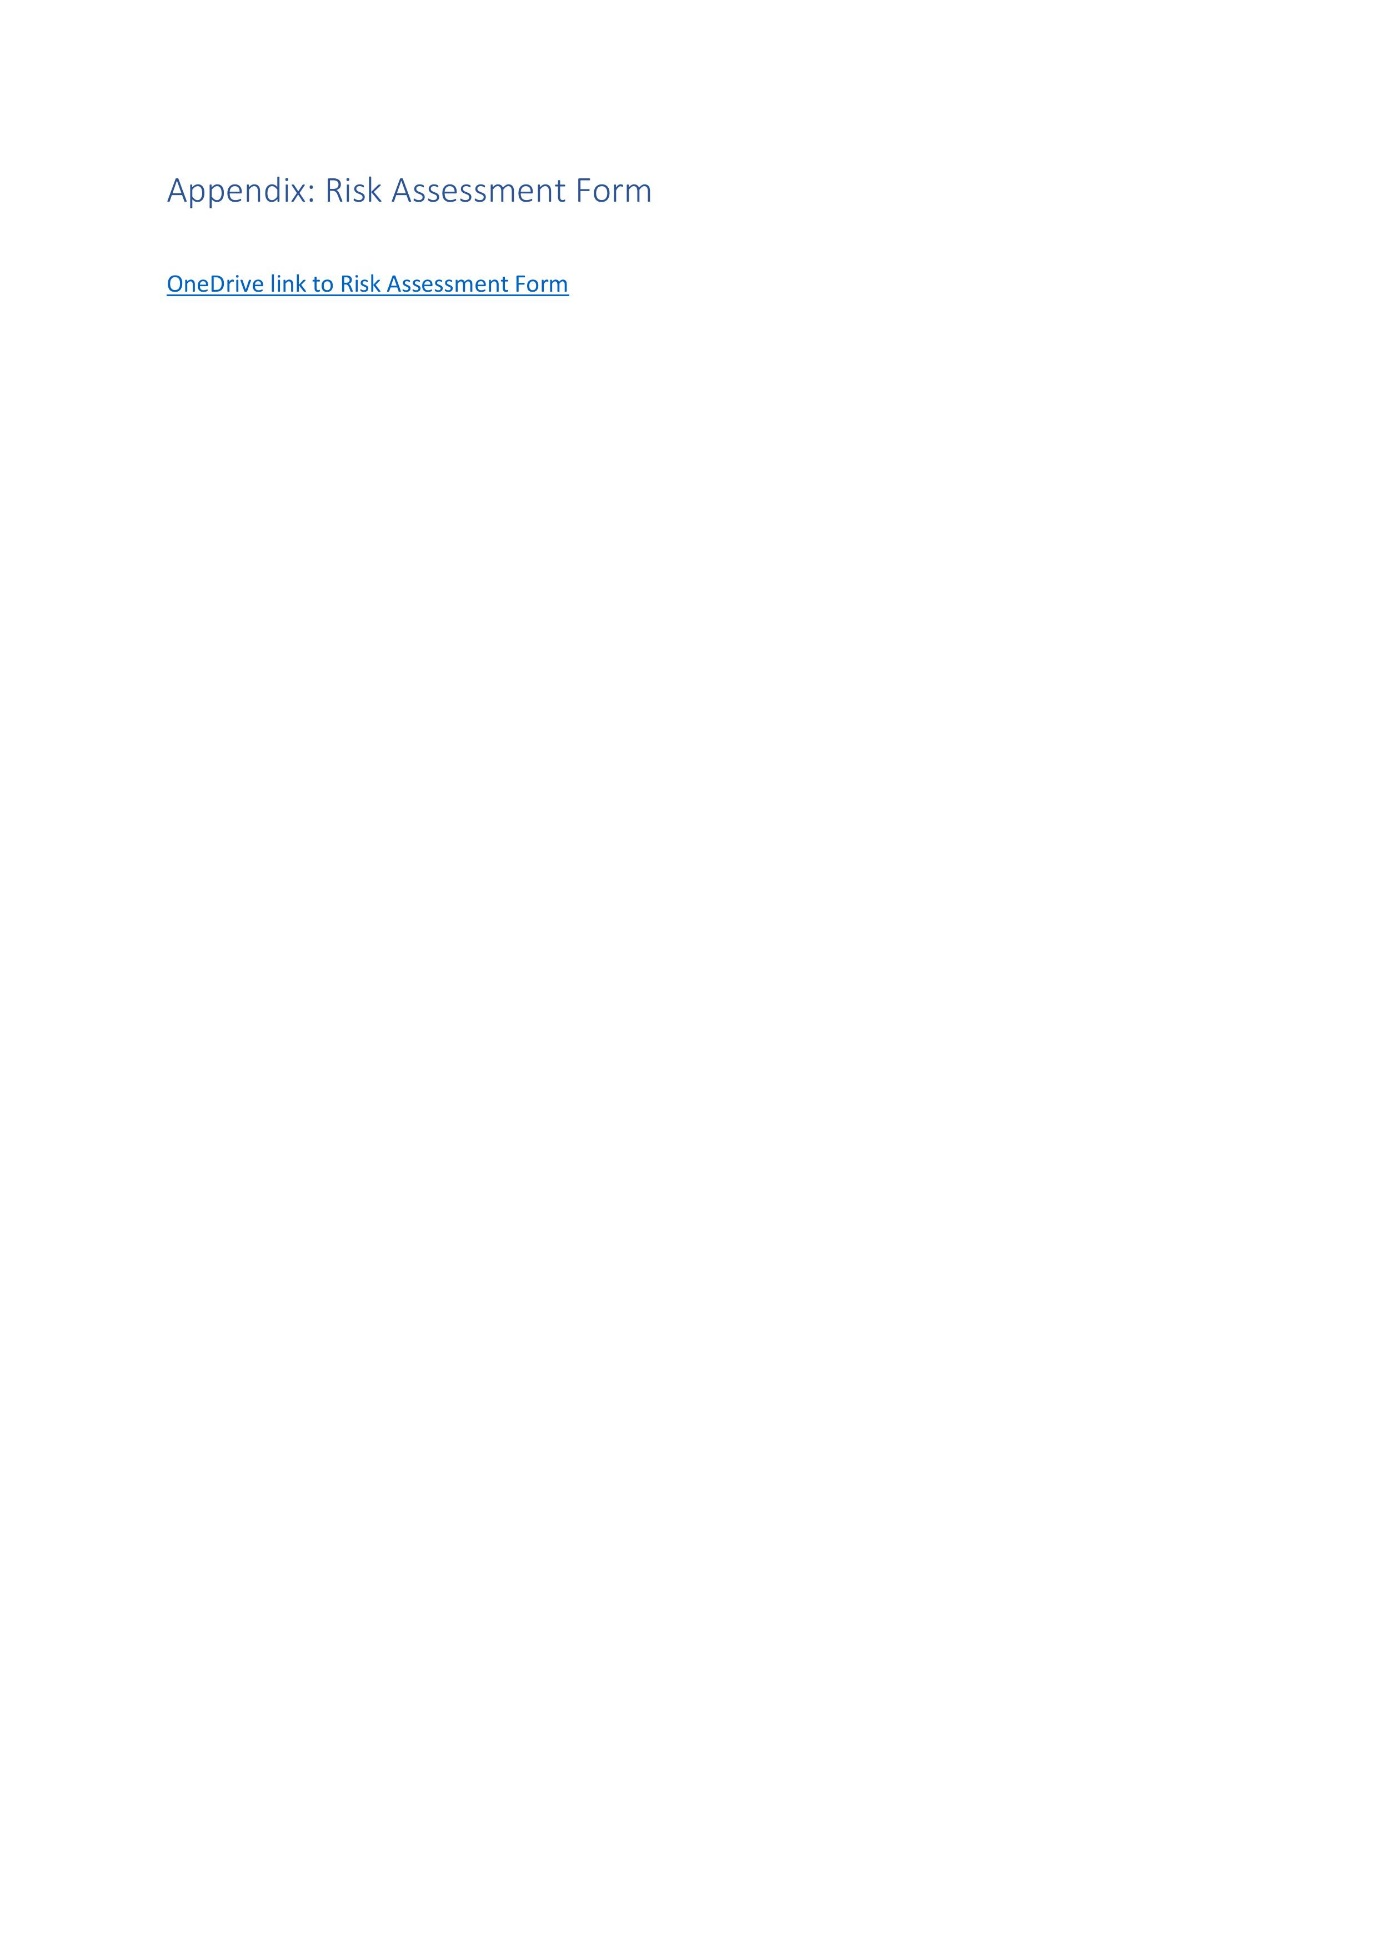 Appendix: Risk Assessment Form
OneDrive link to Risk Assessment Form